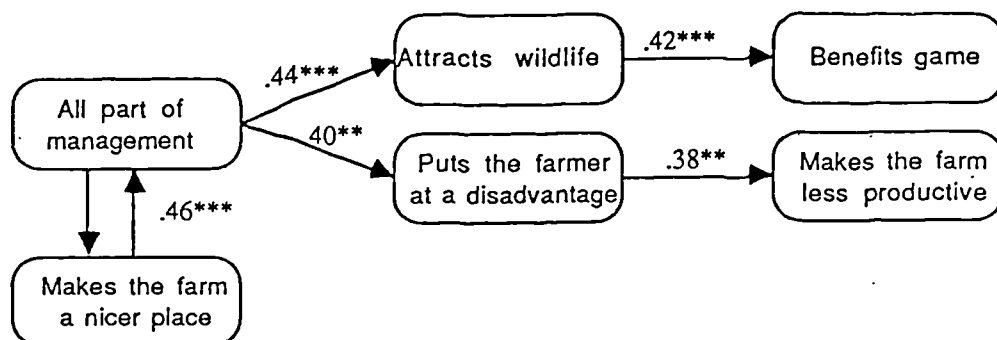 .44***
Attracts wildlife
.42***
Benefits game
All part of
management
.40**
Puts the farmer
at a disadvantage
.38**
Makes the farm
less productive
.46***
Makes the farm
a nicer place